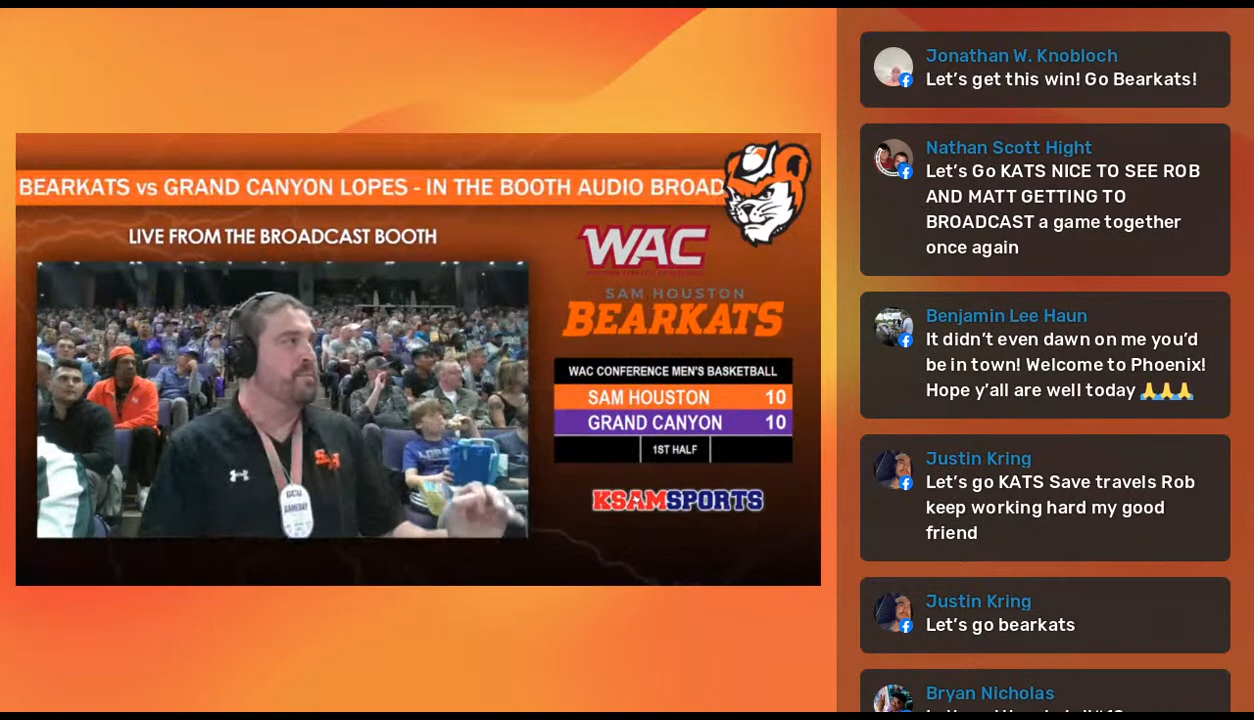 BEARKATS vs GRAND CANYON LOPES - IN THE BOOTH AUDIO BROAD
LIVE FROM THE BROADCAST BOOTH
WAC
SAM HOUSTON
BEARKATS
WAC CONFERENCE MEN'S BASKETBALL
SAM HOUSTON 10
GRAND CANYON 10
1ST HALF
KSAMSPORTS
GCU
GAMEDAY
LOPES
Jonathan W. Knobloch
Let's get this win! Go Bearkats!
Nathan Scott Hight
Let's Go KATS NICE TO SEE ROB
AND MATT GETTING TO
BROADCAST a game together
once again
Benjamin Lee Haun
It didn't even dawn on me you'd
be in town! Welcome to Phoenix!
Hope y'all are well today 🙏🙏🙏
Justin Kring
Let's go KATS Save travels Rob
keep working hard my good
friend
Justin Kring
Let's go bearkats
Bryan Nicholas